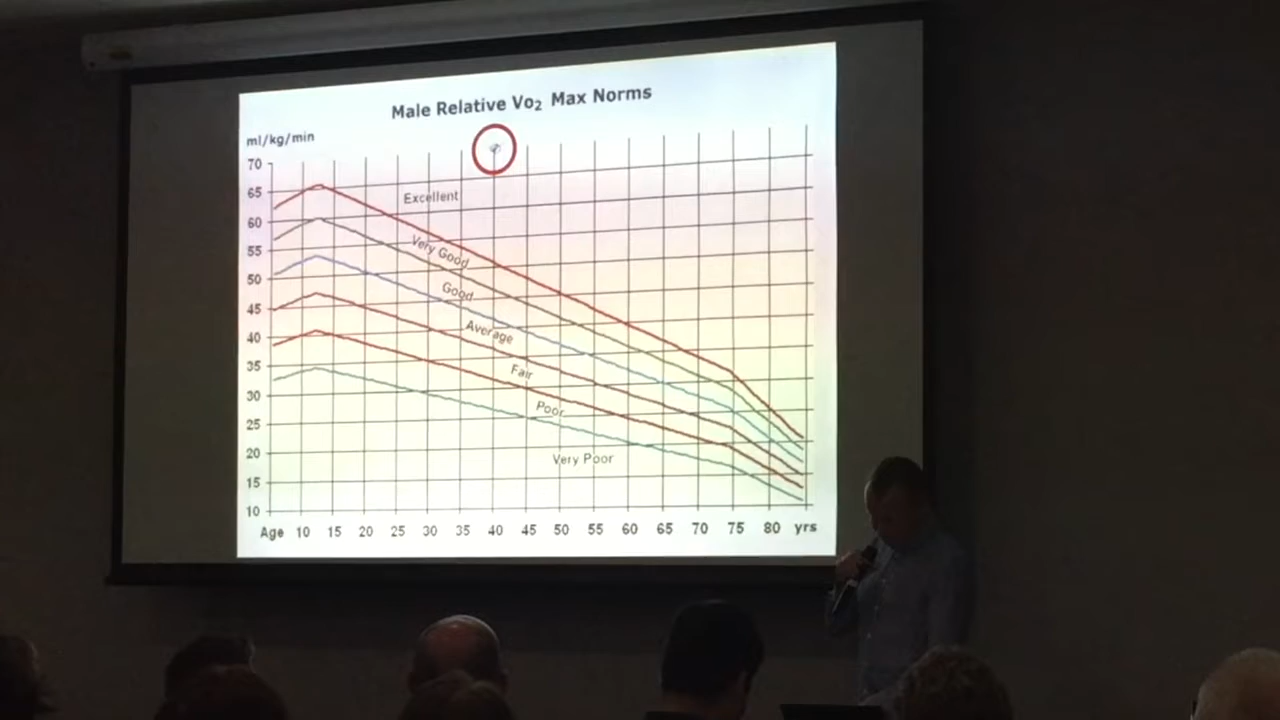 Male Relative Vo2 Max Norms
ml/kg/min
70
65
60
55
50
45
40
35
30
25
20
15
10
Excellent
Very Good
Good
Average
Fair
Poor
Very Poor
Age 10 15 20 25 30 35 40 45 50 55 60 65 70 75 80 yrs